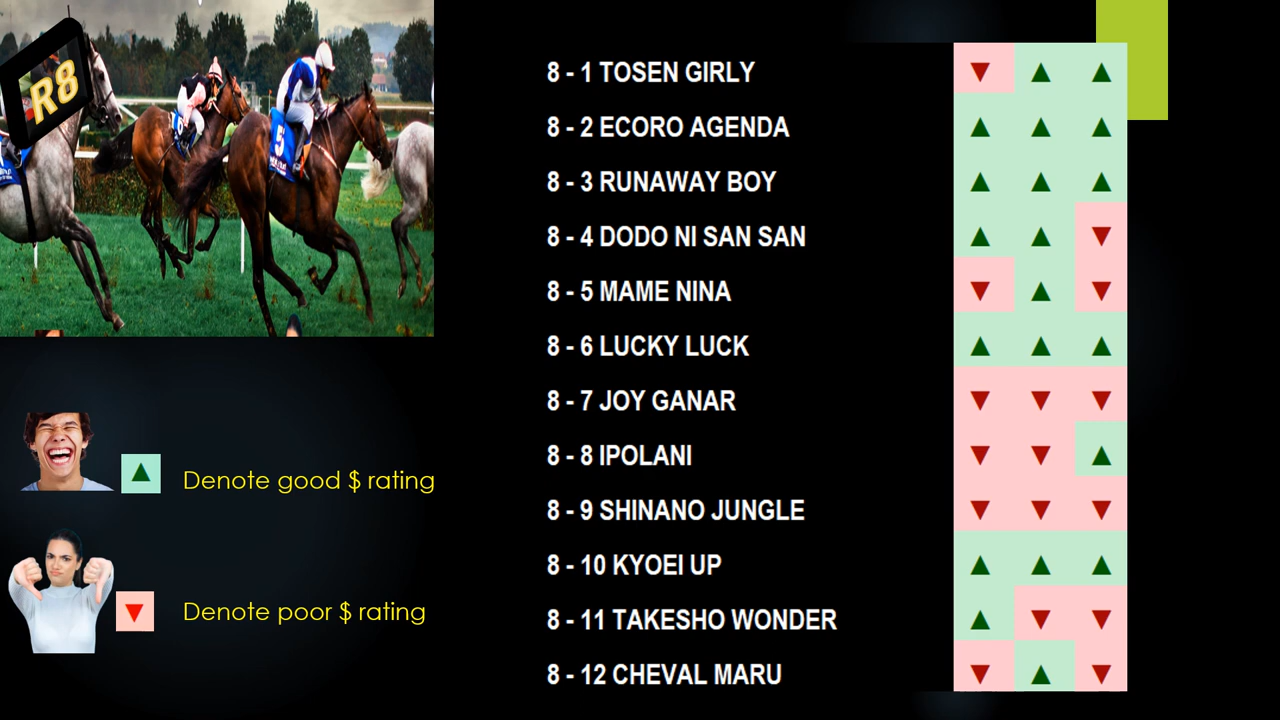 R8
8 - 1 TOSEN GIRLY ▼ ▲ ▲
8 - 2 ECORO AGENDA ▲ ▲ ▲
8 - 3 RUNAWAY BOY ▲ ▲ ▲
8 - 4 DODO NI SAN SAN ▲ ▲ ▼
8 - 5 MAME NINA ▼ ▲ ▼
8 - 6 LUCKY LUCK ▲ ▲ ▲
8 - 7 JOY GANAR ▼ ▼ ▼
8 - 8 IPOLANI ▼ ▼ ▲
8 - 9 SHINANO JUNGLE ▼ ▼ ▼
8 - 10 KYOEI UP ▲ ▲ ▲
8 - 11 TAKESHO WONDER ▲ ▼ ▼
8 - 12 CHEVAL MARU ▼ ▲ ▼
5
6
▲ Denote good $ rating
▼ Denote poor $ rating